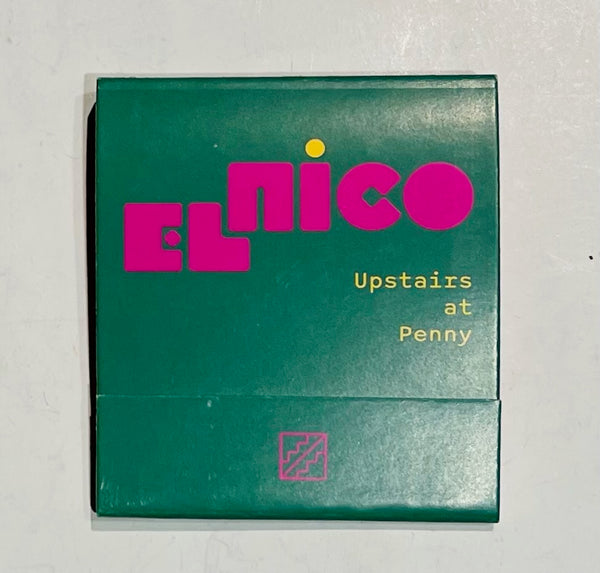 EL nico
Upstairs
at
Penny